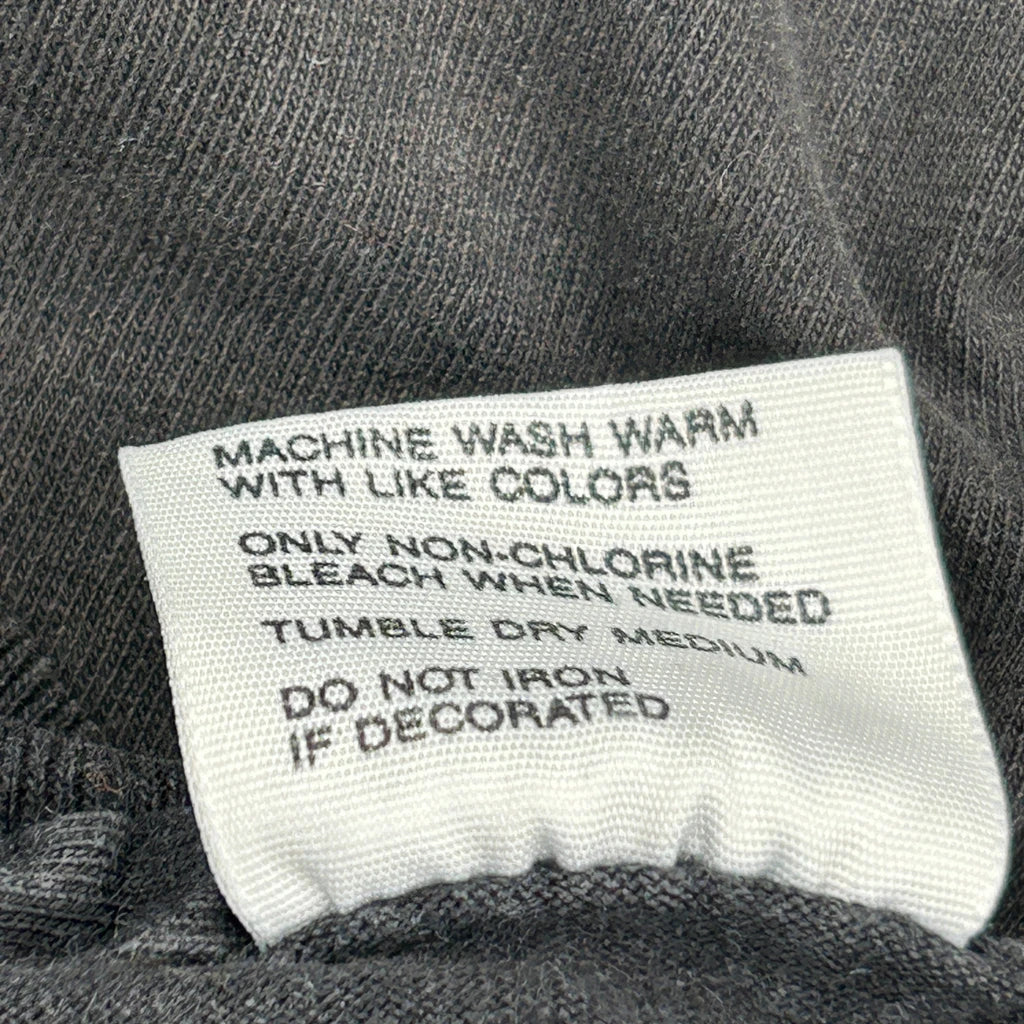 MACHINE WASH WARM
WITH LIKE COLORS
ONLY NON-CHLORINE
BLEACH WHEN NEEDED
TUMBLE DRY MEDIUM
DO NOT IRON
IF DECORATED